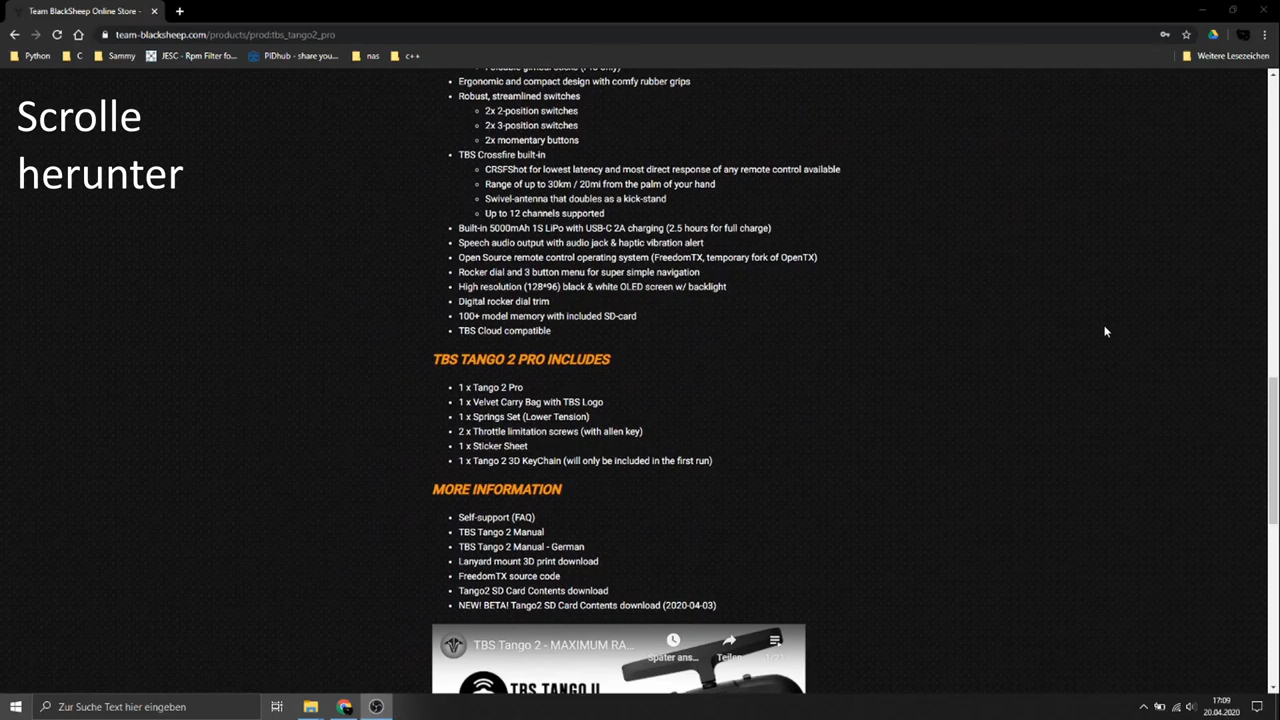 Team BlackSheep Online Store -
team-blacksheep.com/products/prod:tbs_tango2_pro
Python
C
Sammy
JESC - Rpm Filter fo...
PIDhub - share you...
nas
c++
Weitere Lesezeichen
Scrolle
herunter
Ergonomic and compact design with comfy rubber grips
Robust, streamlined switches
2x 2-position switches
2x 3-position switches
2x momentary buttons
TBS Crossfire built-in
CRSFShot for lowest latency and most direct response of any remote control available
Range of up to 30km / 20mi from the palm of your hand
Swivel-antenna that doubles as a kick-stand
Up to 12 channels supported
Built-in 5000mAh 1S LiPo with USB-C 2A charging (2.5 hours for full charge)
Speech audio output with audio jack & haptic vibration alert
Open Source remote control operating system (FreedomTX, temporary fork of OpenTX)
Rocker dial and 3 button menu for super simple navigation
High resolution (128*96) black & white OLED screen w/ backlight
Digital rocker dial trim
100+ model memory with included SD-card
TBS Cloud compatible
TBS TANGO 2 PRO INCLUDES
1 x Tango 2 Pro
1 x Velvet Carry Bag with TBS Logo
1 x Springs Set (Lower Tension)
2 x Throttle limitation screws (with allen key)
1 x Sticker Sheet
1 x Tango 2 3D KeyChain (will only be included in the first run)
MORE INFORMATION
Self-support (FAQ)
TBS Tango 2 Manual
TBS Tango 2 Manual - German
Lanyard mount 3D print download
FreedomTX source code
Tango2 SD Card Contents download
NEW! BETA! Tango2 SD Card Contents download (2020-04-03)
TBS Tango 2 - MAXIMUM RA...
Später ans...
Teilen
1/21
TBS TANGO II
Zur Suche Text hier eingeben
17:09
20.04.2020